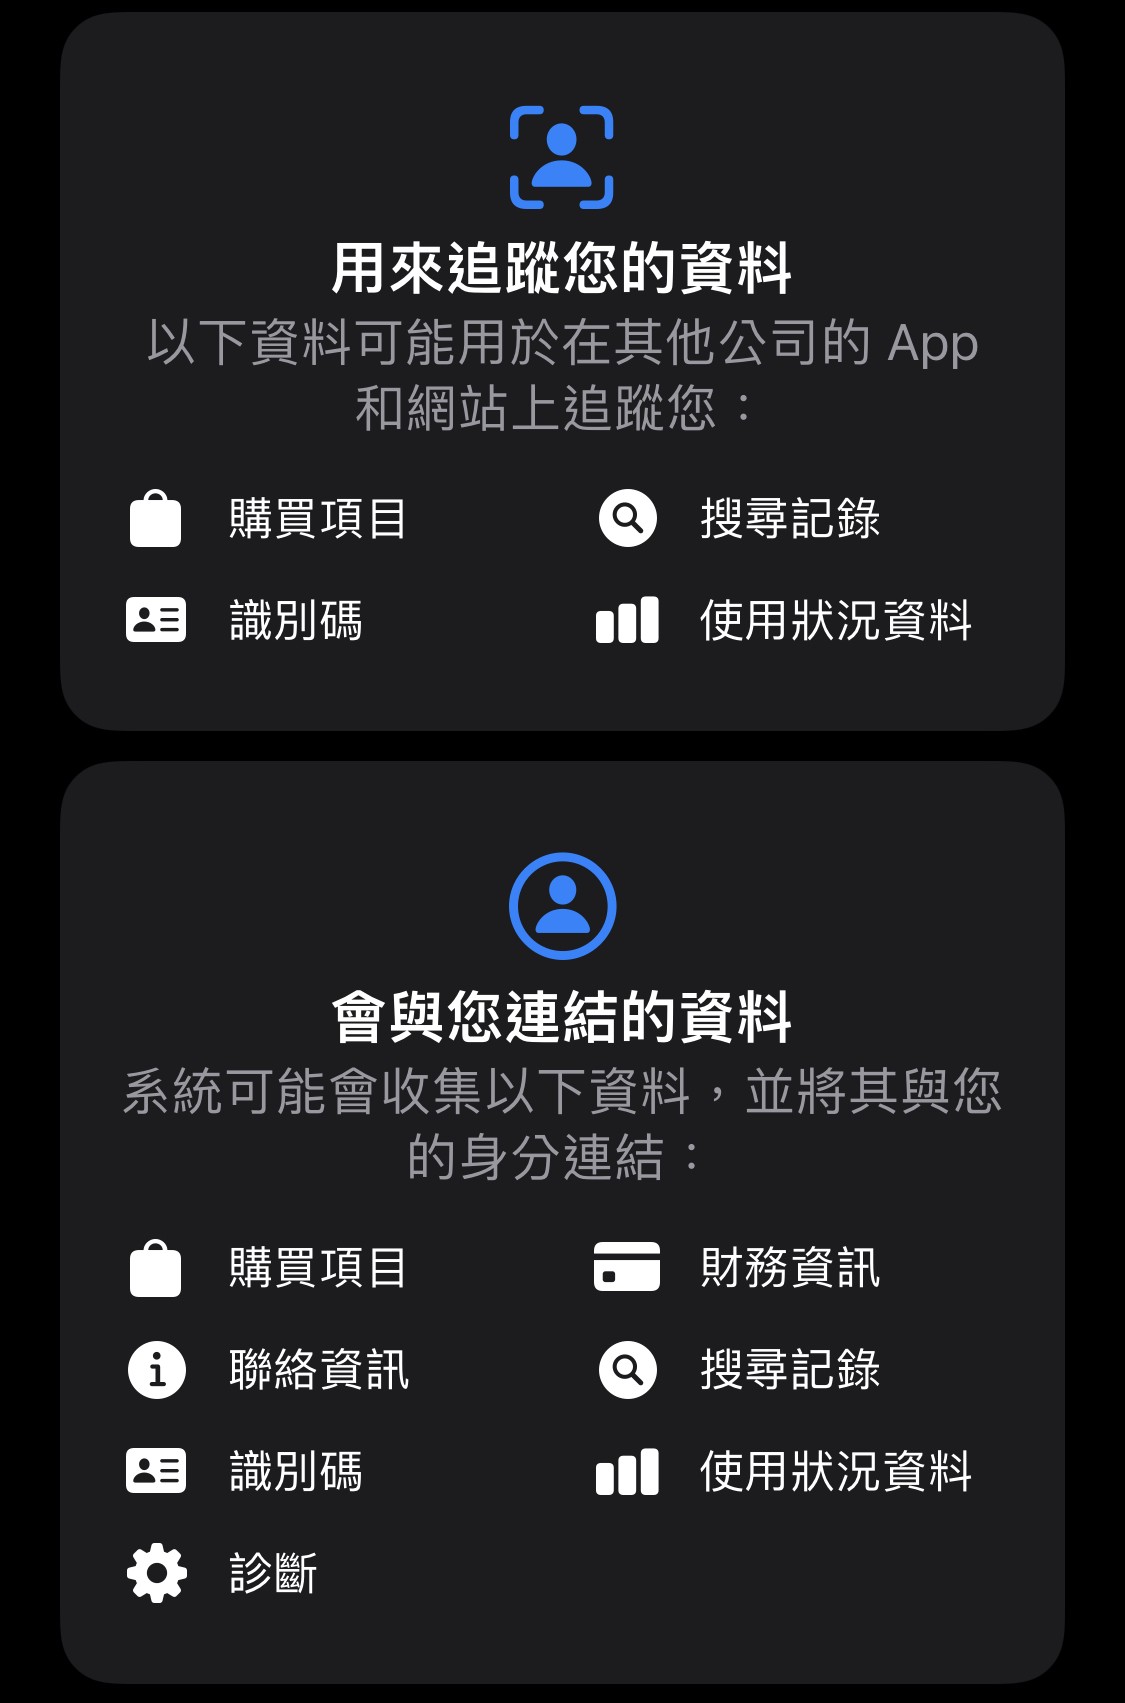 用來追蹤您的資料
以下資料可能用於在其他公司的 App
和網站上追蹤您：
購買項目
搜尋記錄
識別碼
使用狀況資料
會與您連結的資料
系統可能會收集以下資料，並將其與您
的身分連結：
購買項目
財務資訊
聯絡資訊
搜尋記錄
識別碼
使用狀況資料
診斷